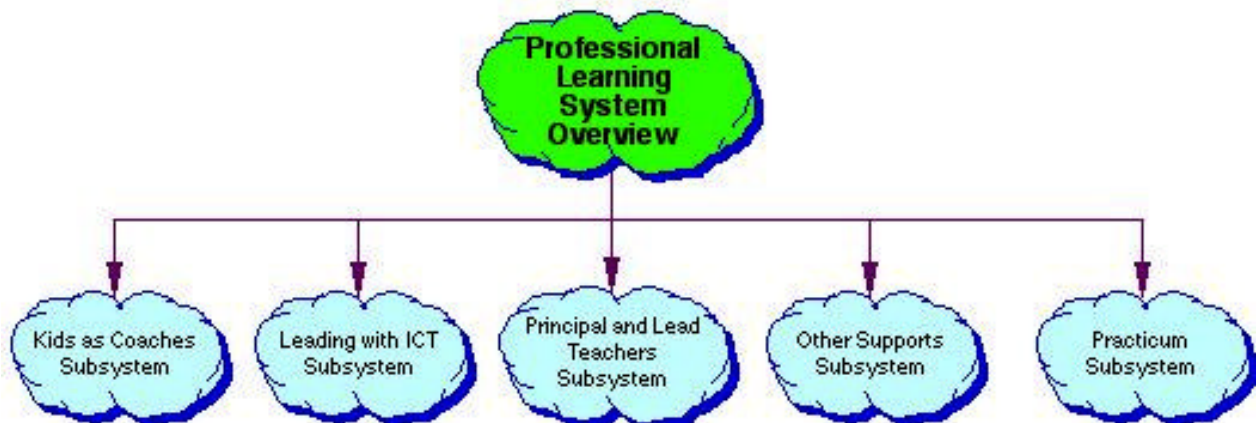 Professional
Learning
System
Overview
Kids as Coaches
Subsystem
Leading with ICT
Subsystem
Principal and Lead
Teachers
Subsystem
Other Supports
Subsystem
Practicum
Subsystem